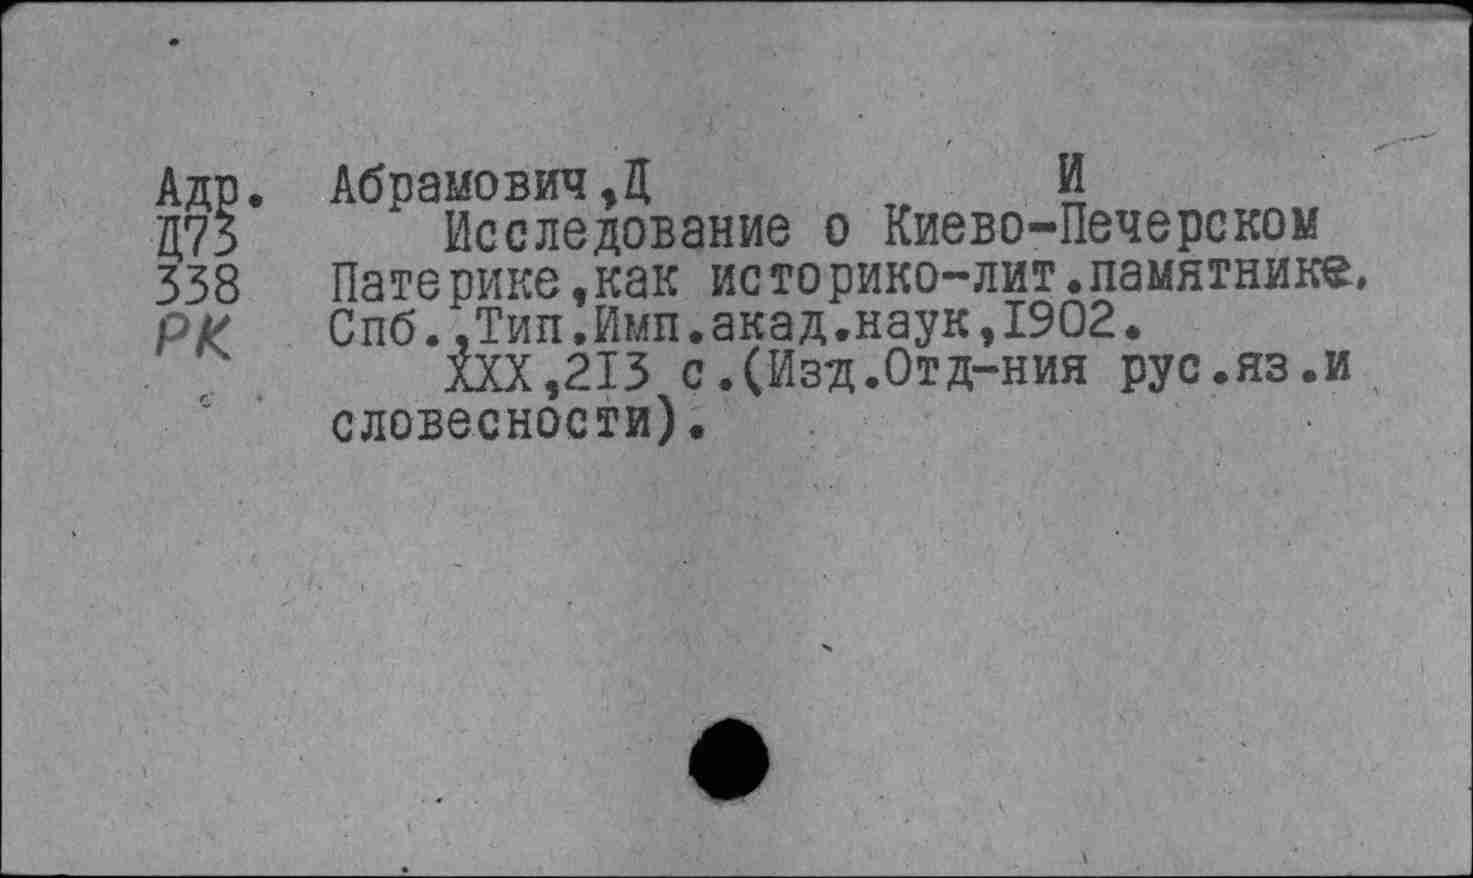 Адр. Абрамович,Д И
Д73 Исследование о Киево-Печерском
338 Патерике,как историко-лит.памятнике.
РК Спб.,Тип.Имп.акад.наук,1902.
XXX,213 с.(Изд.Отд-ния рус.яз.и
словесности).